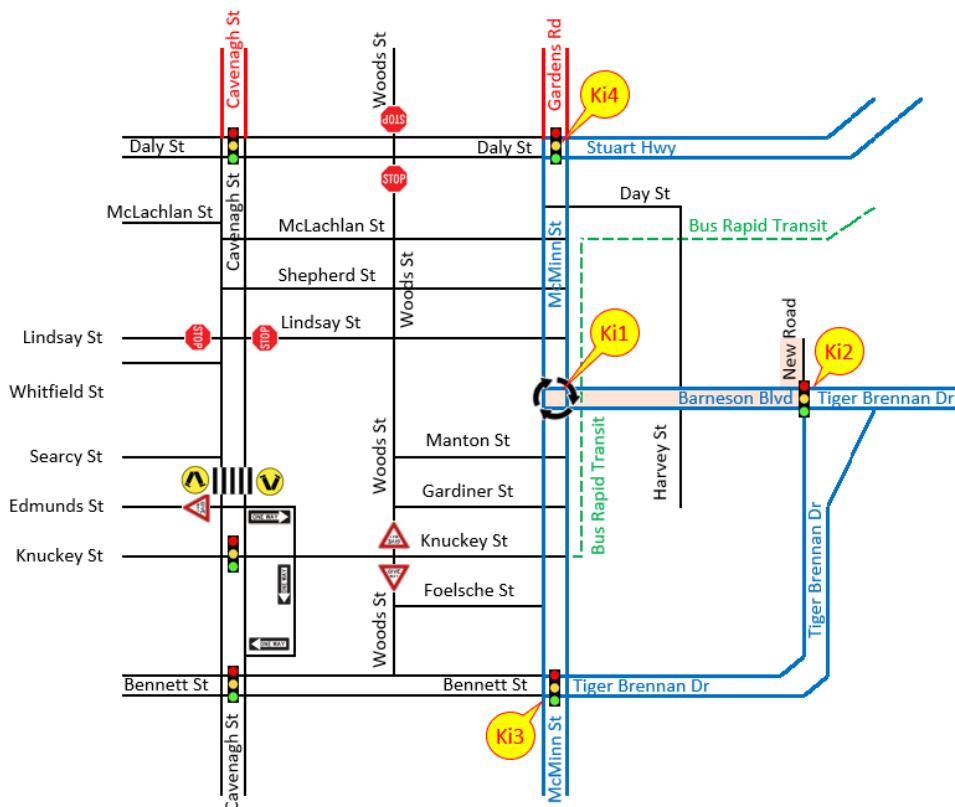 Cavenagh St
Woods St
Gardens Rd
Ki4
STOP
Daly St
Daly St
Stuart Hwy
STOP
McLachlan St
Cavenagh St
McLachlan St
Day St
Bus Rapid Transit
McMinn St
Shepherd St
Woods St
Lindsay St
STOP
STOP
Lindsay St
Ki1
New Road
Ki2
Whitfield St
Barneson Blvd
Tiger Brennan Dr
Searcy St
Woods St
Manton St
Harvey St
Bus Rapid Transit
Edmunds St
ONE WAY
Gardiner St
Knuckey St
Knuckey St
ONE WAY
GIVE WAY
Foelsche St
Tiger Brennan Dr
ONE WAY
Woods St
Bennett St
Bennett St
Tiger Brennan Dr
Ki3
Cavenagh St
McMinn St